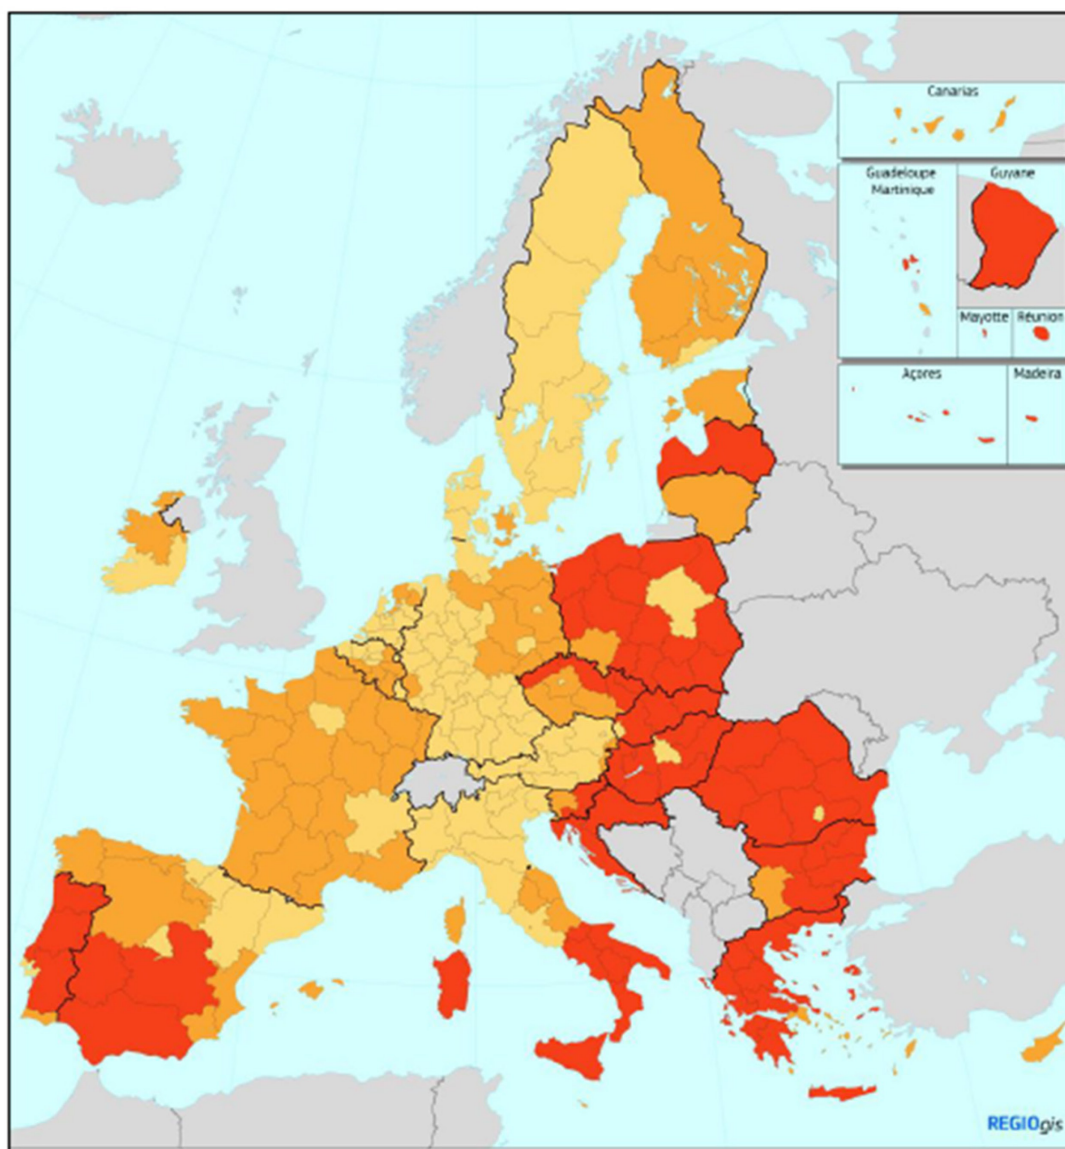 Canarias
Guadeloupe
Martinique
Guyane
Mayotte
Réunion
Açores
Madeira
REGIOgis